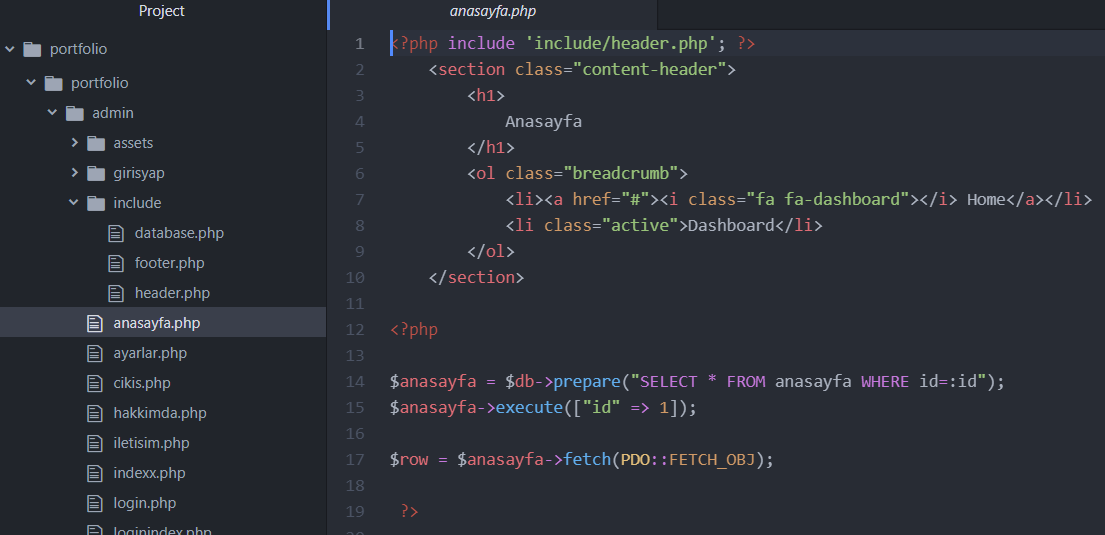 Project
portfolio
portfolio
admin
assets
girisyap
include
database.php
footer.php
header.php
anasayfa.php
ayarlar.php
cikis.php
hakkimda.php
iletisim.php
indexx.php
login.php
loginindex.php
anasayfa.php
1 <?php include 'include/header.php'; ?>
2 <section class="content-header">
3 <h1>
4 Anasayfa
5 </h1>
6 <ol class="breadcrumb">
7 <li><a href="#"><i class="fa fa-dashboard"></i> Home</a></li>
8 <li class="active">Dashboard</li>
9 </ol>
10 </section>
11
12 <?php
13
14 $anasayfa = $db->prepare("SELECT * FROM anasayfa WHERE id=:id");
15 $anasayfa->execute(["id" => 1]);
16
17 $row = $anasayfa->fetch(PDO::FETCH_OBJ);
18
19 ?>